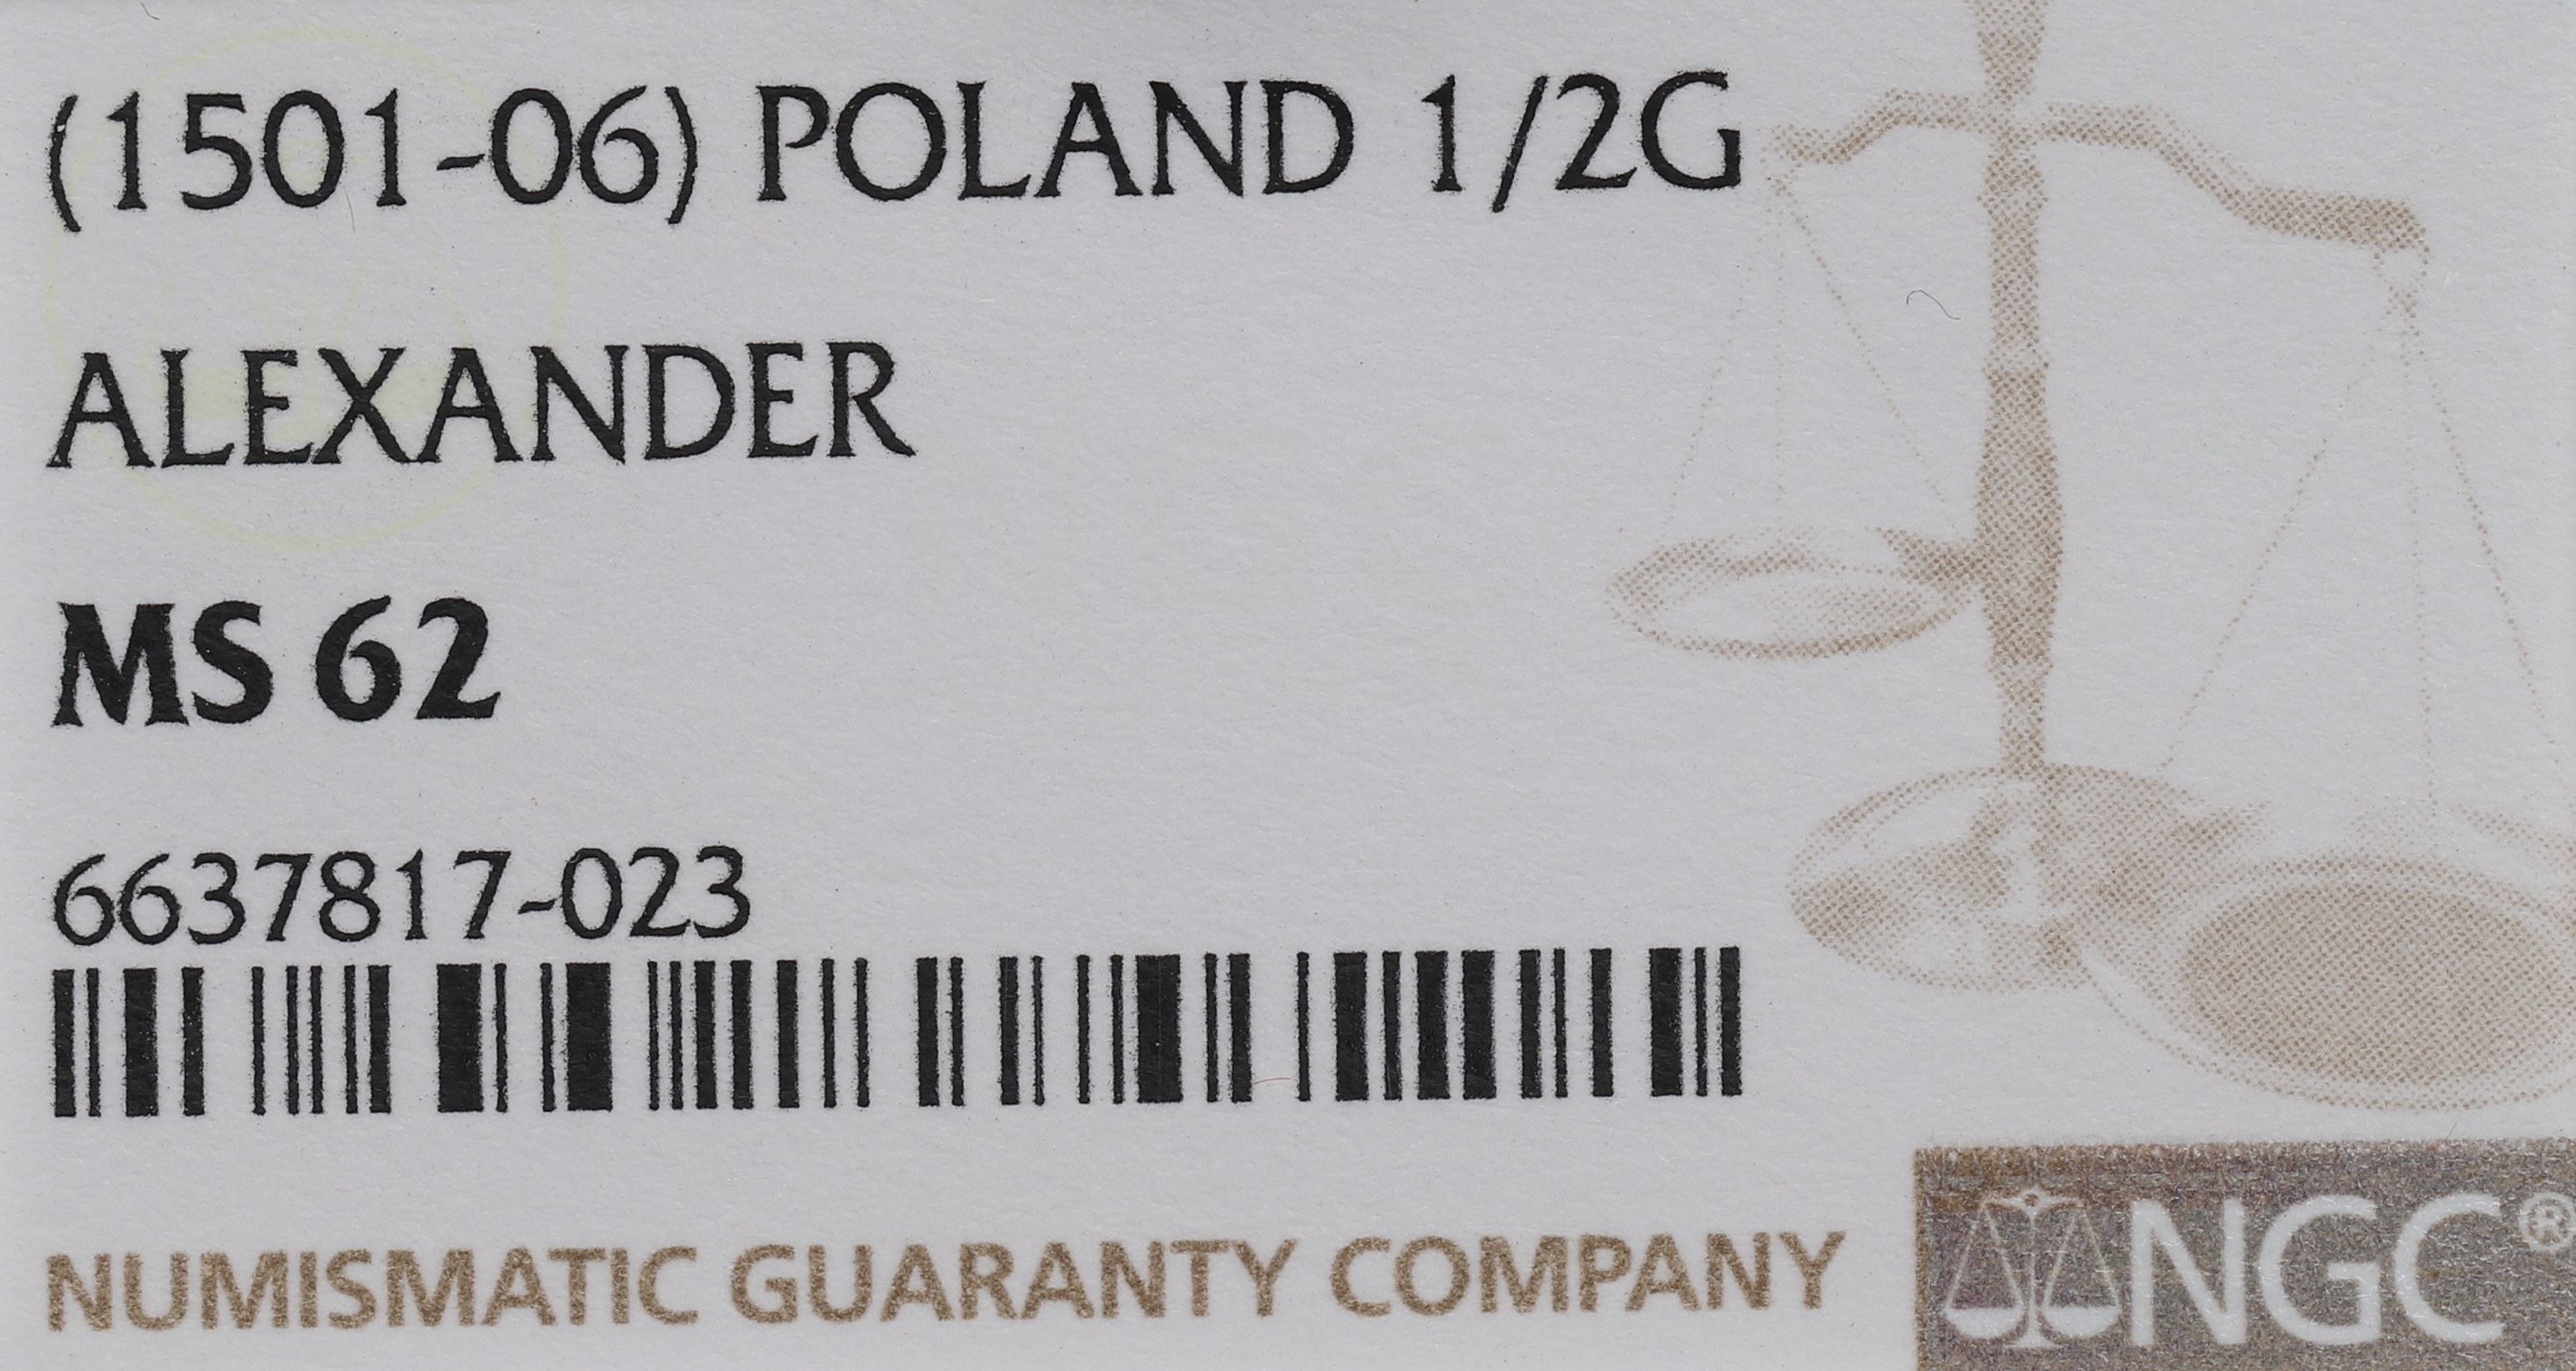 (1501-06) POLAND 1/2G
ALEXANDER
MS 62
6637817-023
NUMISMATIC GUARANTY COMPANY
NGC®